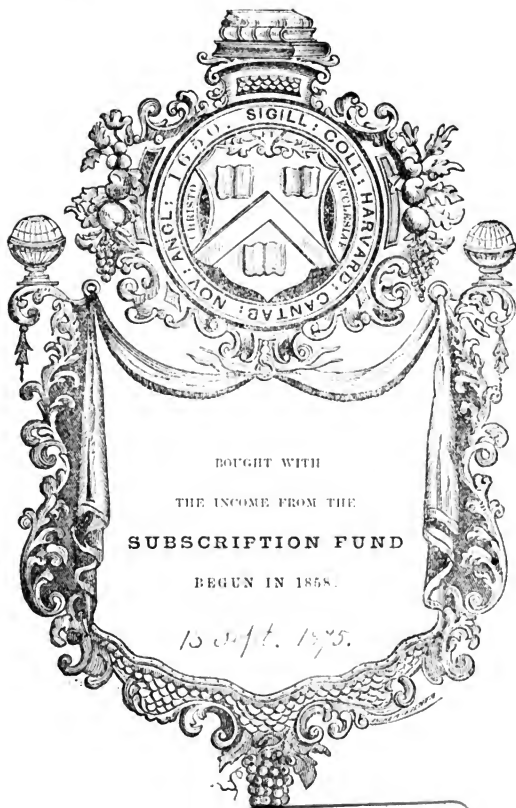 SIGILL: COLL: HARVARD: CANTAB: NOV: ANGL: 1650.
CHRISTO
ECCLESIAE
BOUGHT WITH
THE INCOME FROM THE
SUBSCRIPTION FUND
BEGUN IN 1858.
13 Sept. 1875.